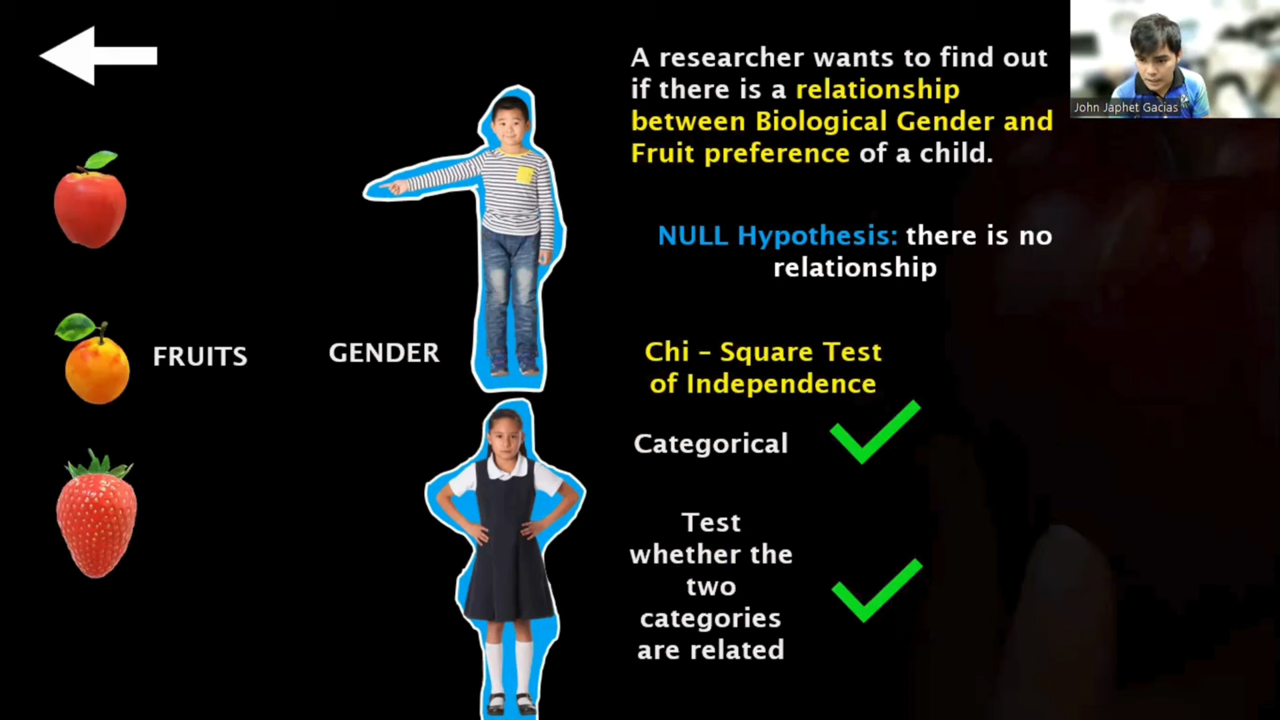 A researcher wants to find out
if there is a relationship
between Biological Gender and
Fruit preference of a child.
John Japhet Gacias
NULL Hypothesis: there is no
relationship
FRUITS
GENDER
Chi – Square Test
of Independence
Categorical
Test
whether the
two
categories
are related